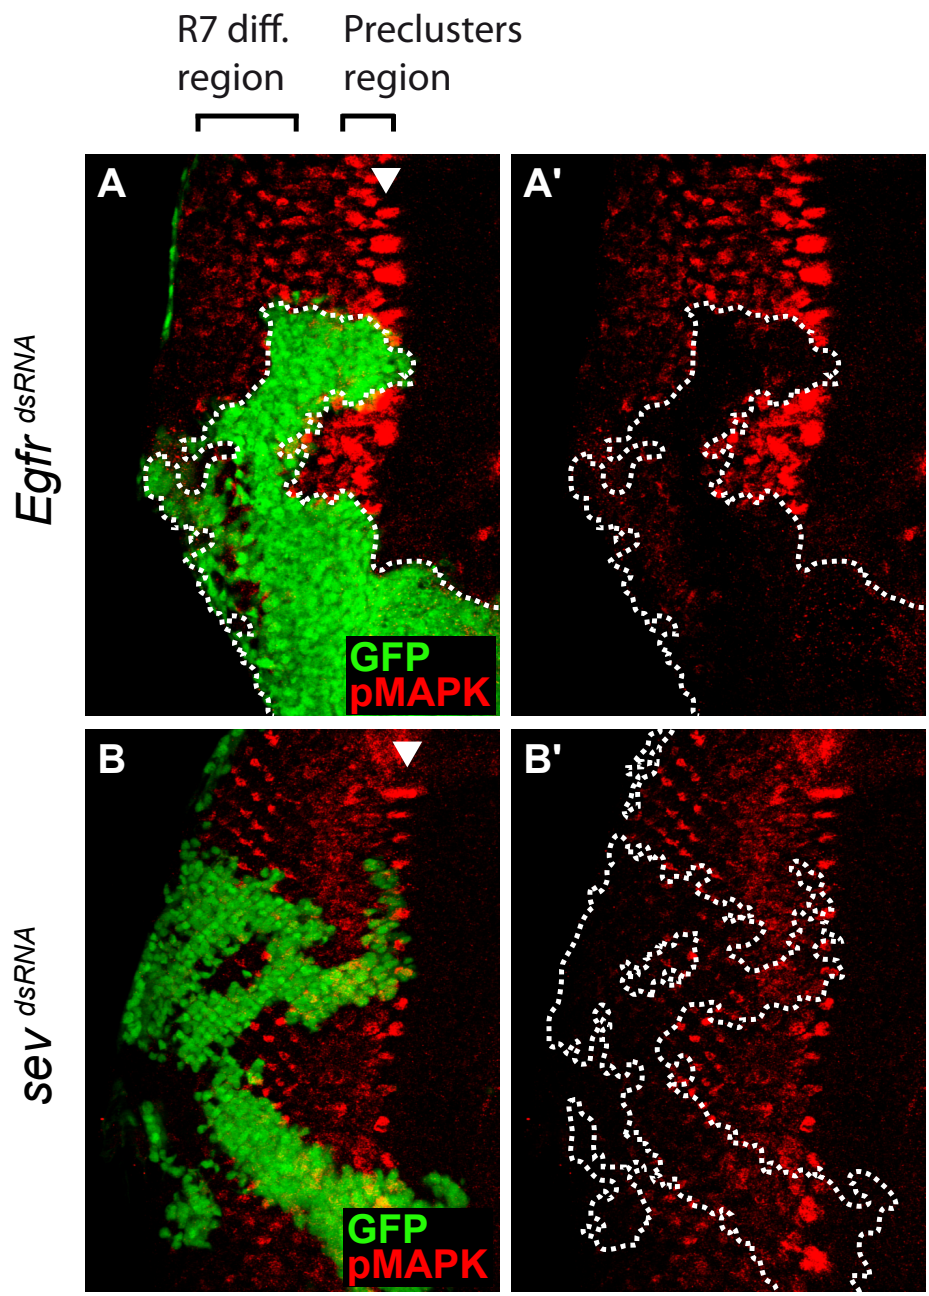 R7 diff. Preclusters
region region
A
A'
Egfr dsRNA
GFP
pMAPK
B
B'
sev dsRNA
GFP
pMAPK